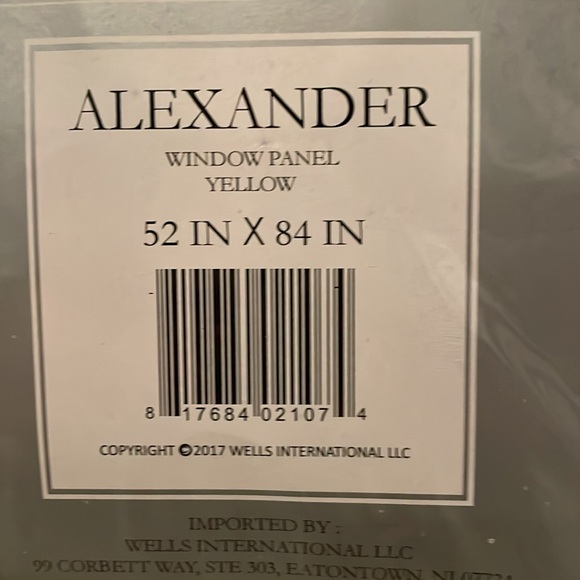 ALEXANDER
WINDOW PANEL
YELLOW
52 IN X 84 IN
8 17684 02107 4
COPYRIGHT ©2017 WELLS INTERNATIONAL LLC
IMPORTED BY :
WELLS INTERNATIONAL LLC
99 CORBETT WAY, STE 303, EATONTOWN, NJ